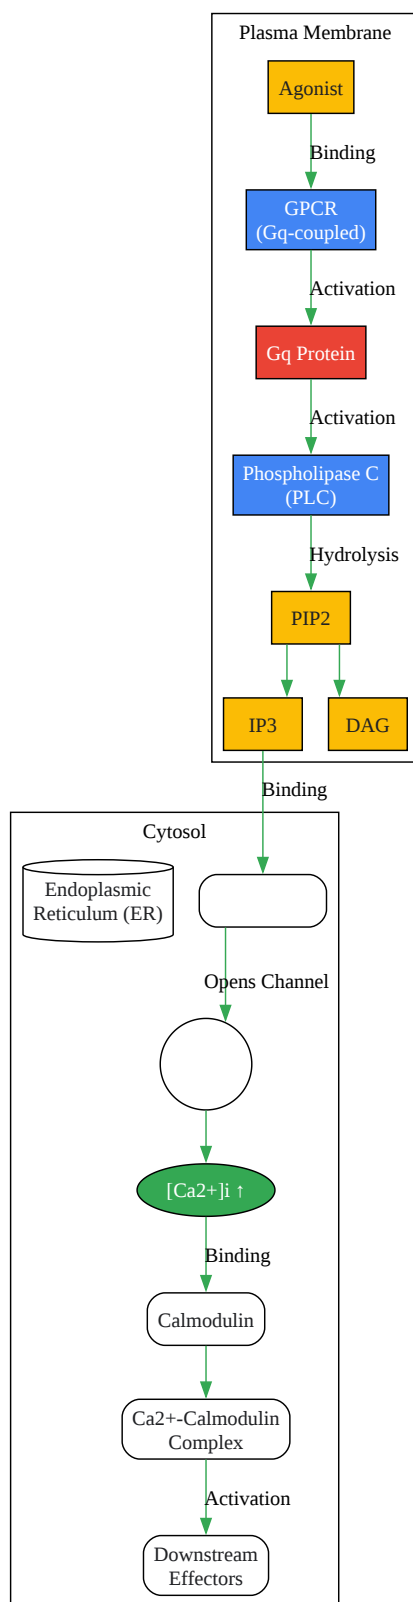 Plasma Membrane
Agonist
Binding
GPCR
(Gq-coupled)
Activation
Gq Protein
Activation
Phospholipase C
(PLC)
Hydrolysis
PIP2
IP3
DAG
Binding
Cytosol
Endoplasmic
Reticulum (ER)
Opens Channel
[Ca2+]i ↑
Binding
Calmodulin
Ca2+-Calmodulin
Complex
Activation
Downstream
Effectors